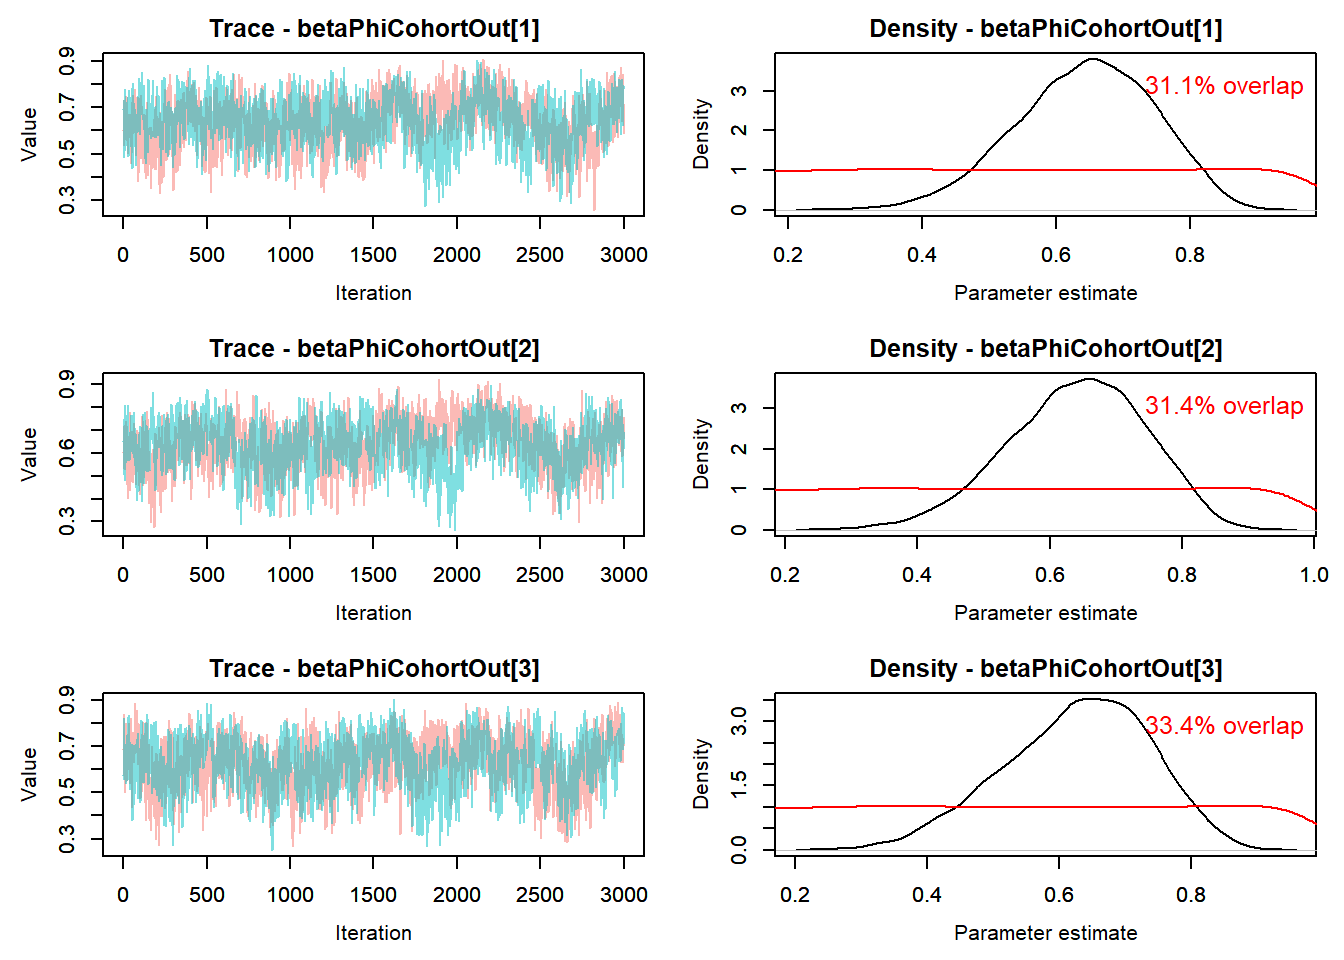 Trace - betaPhiCohortOut[1]
Value
0.3 0.5 0.7 0.9
0 500 1000 1500 2000 2500 3000
Iteration
Density - betaPhiCohortOut[1]
31.1% overlap
Density
0 1 2 3
0.2 0.4 0.6 0.8
Parameter estimate
Trace - betaPhiCohortOut[2]
Value
0.3 0.6 0.9
0 500 1000 1500 2000 2500 3000
Iteration
Density - betaPhiCohortOut[2]
31.4% overlap
Density
0 1 2 3
0.2 0.4 0.6 0.8 1.0
Parameter estimate
Trace - betaPhiCohortOut[3]
Value
0.3 0.5 0.7 0.9
0 500 1000 1500 2000 2500 3000
Iteration
Density - betaPhiCohortOut[3]
33.4% overlap
Density
0.0 1.5 3.0
0.2 0.4 0.6 0.8
Parameter estimate